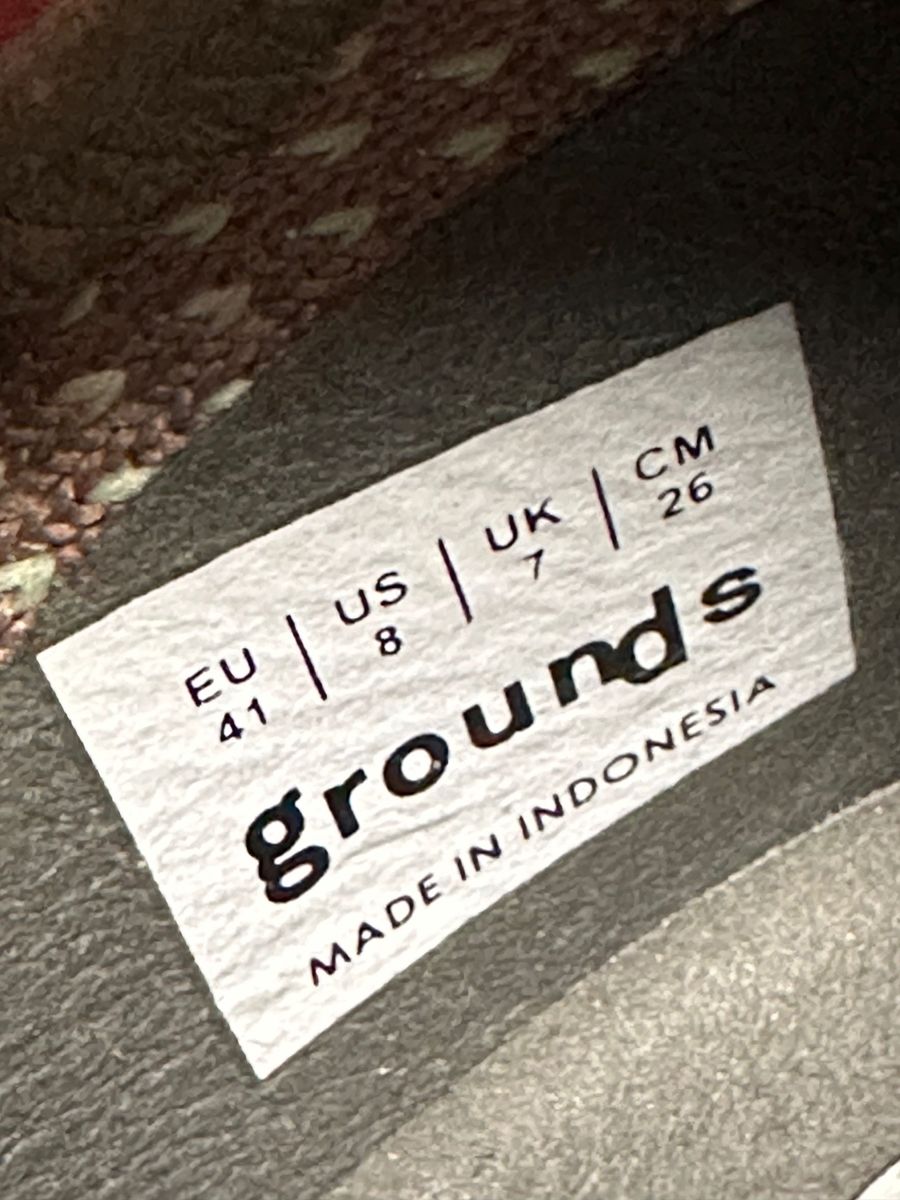 EU | US | UK | CM
41 8 7 26
grounds
MADE IN INDONESIA